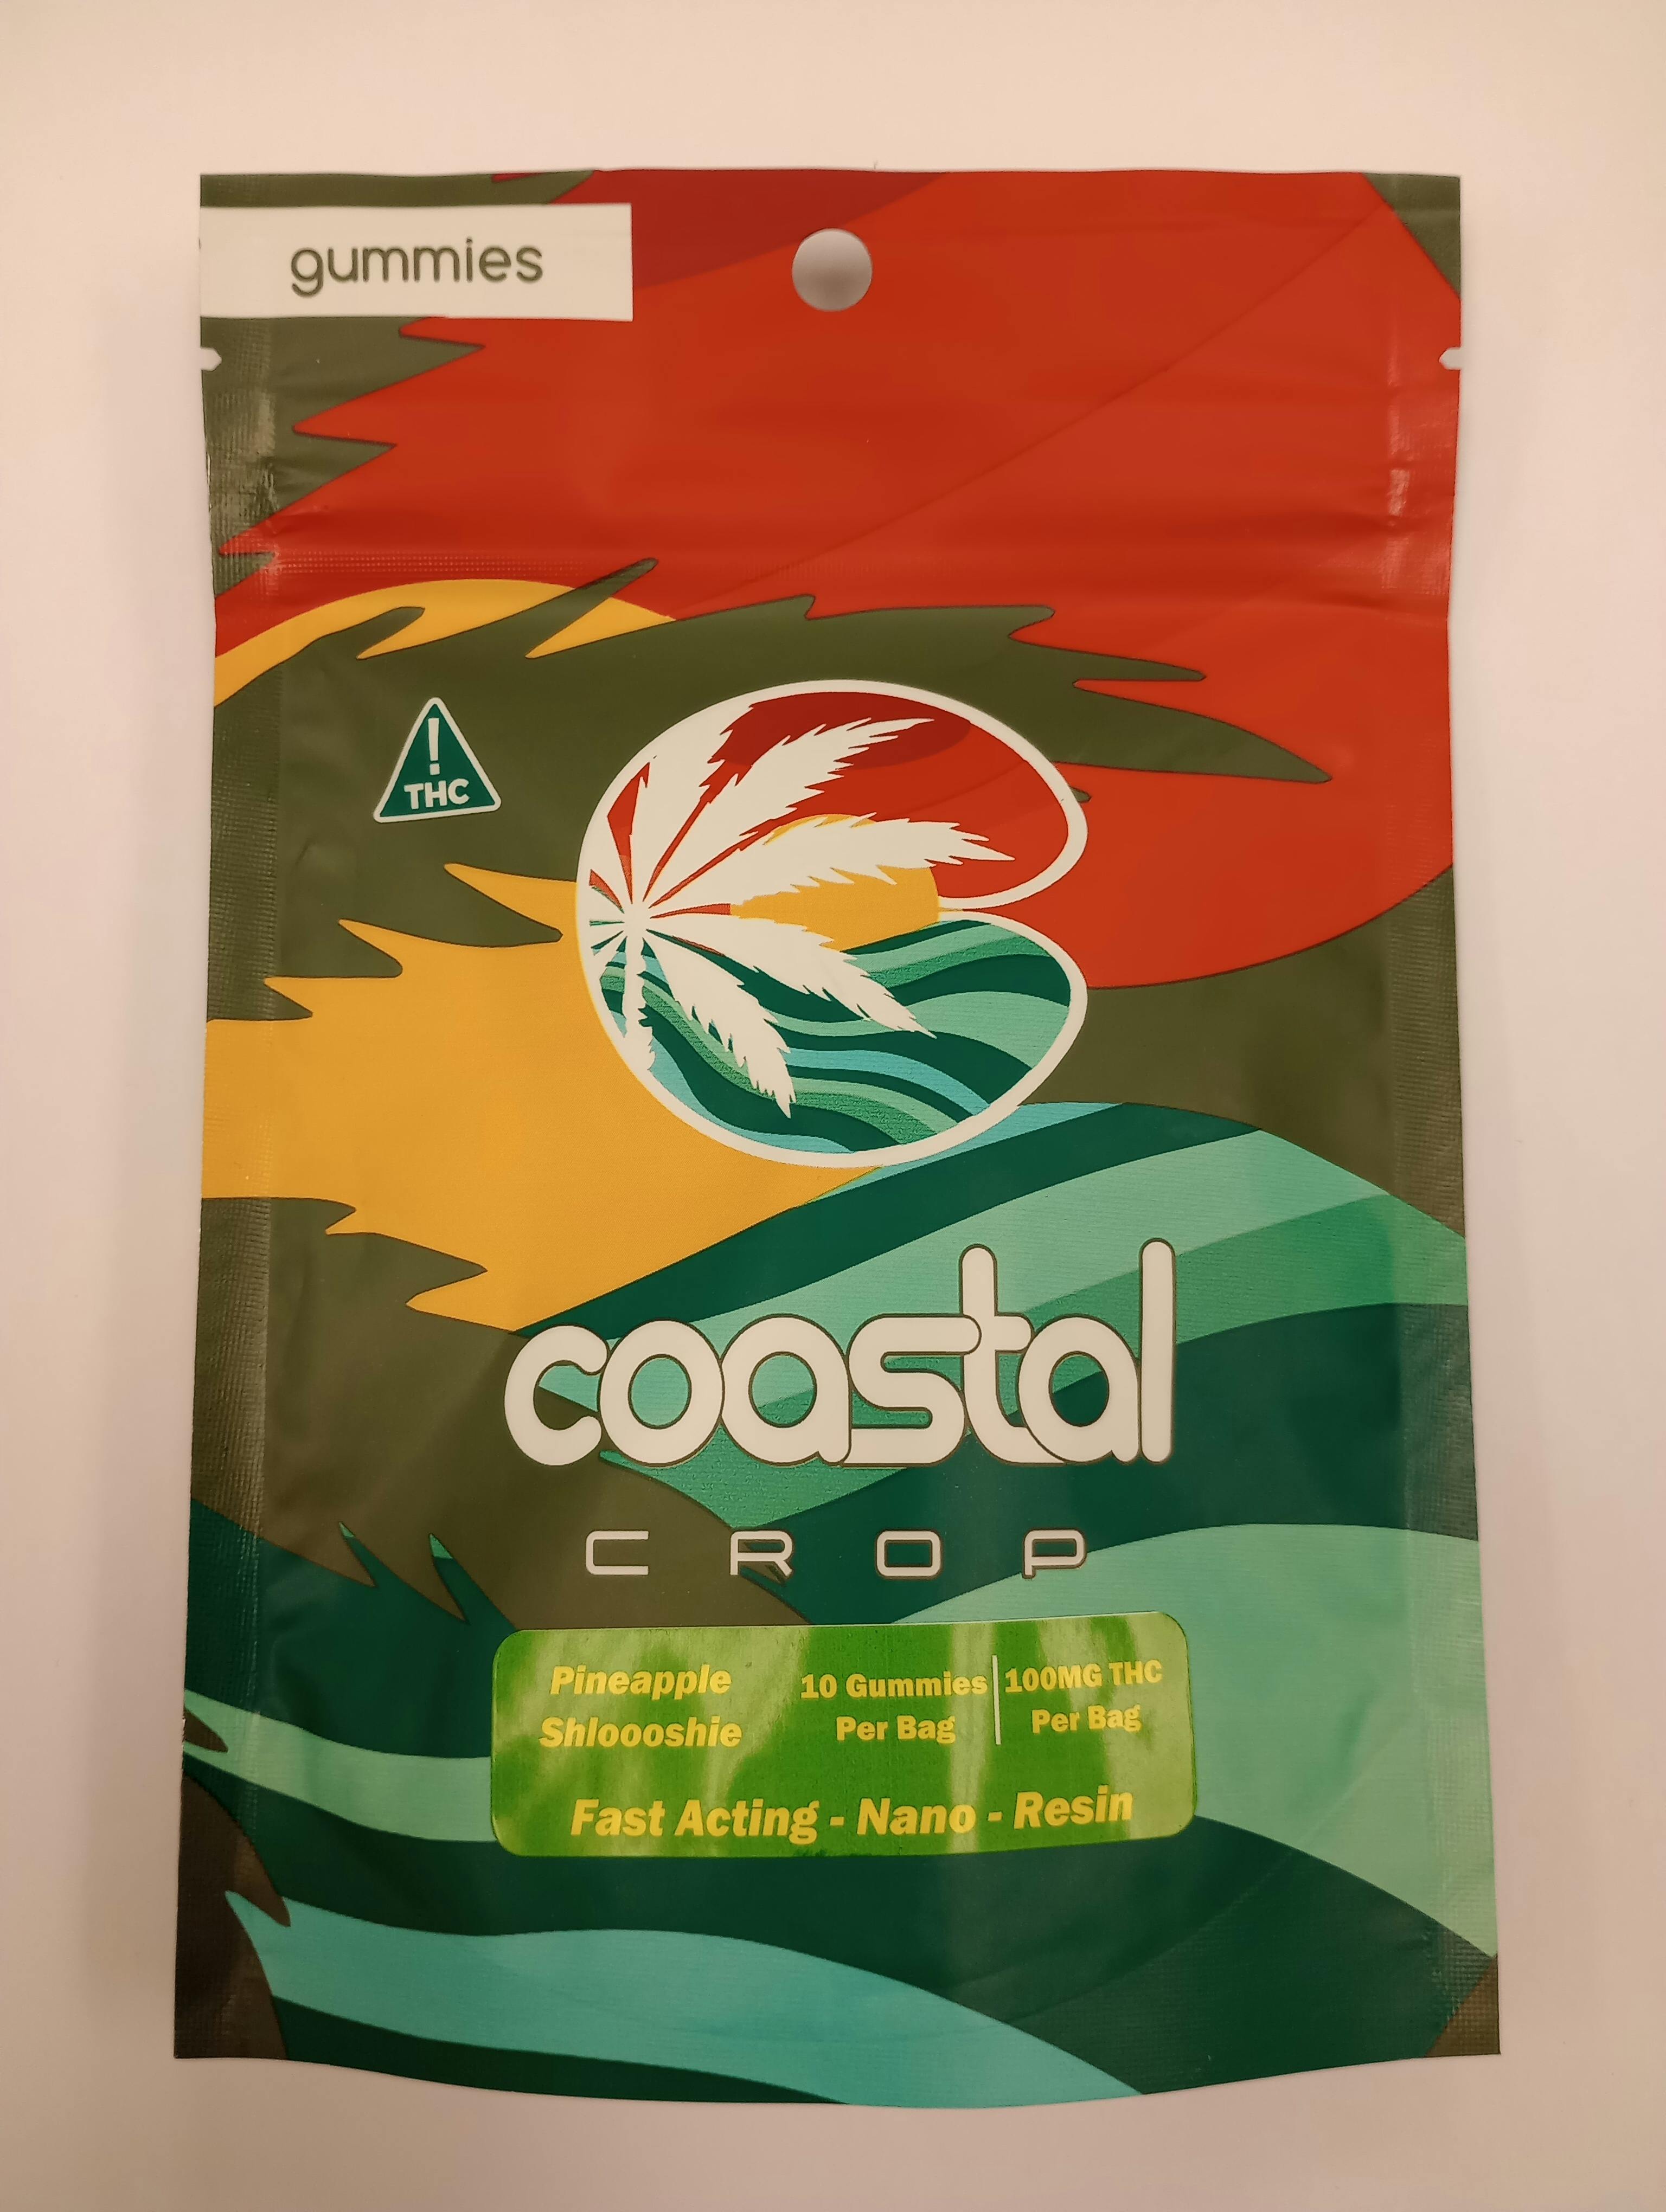 gummies
!
THC
coastal
CROP
Pineapple
Shloooshie
10 Gummies
Per Bag
100MG THC
Per Bag
Fast Acting - Nano - Resin